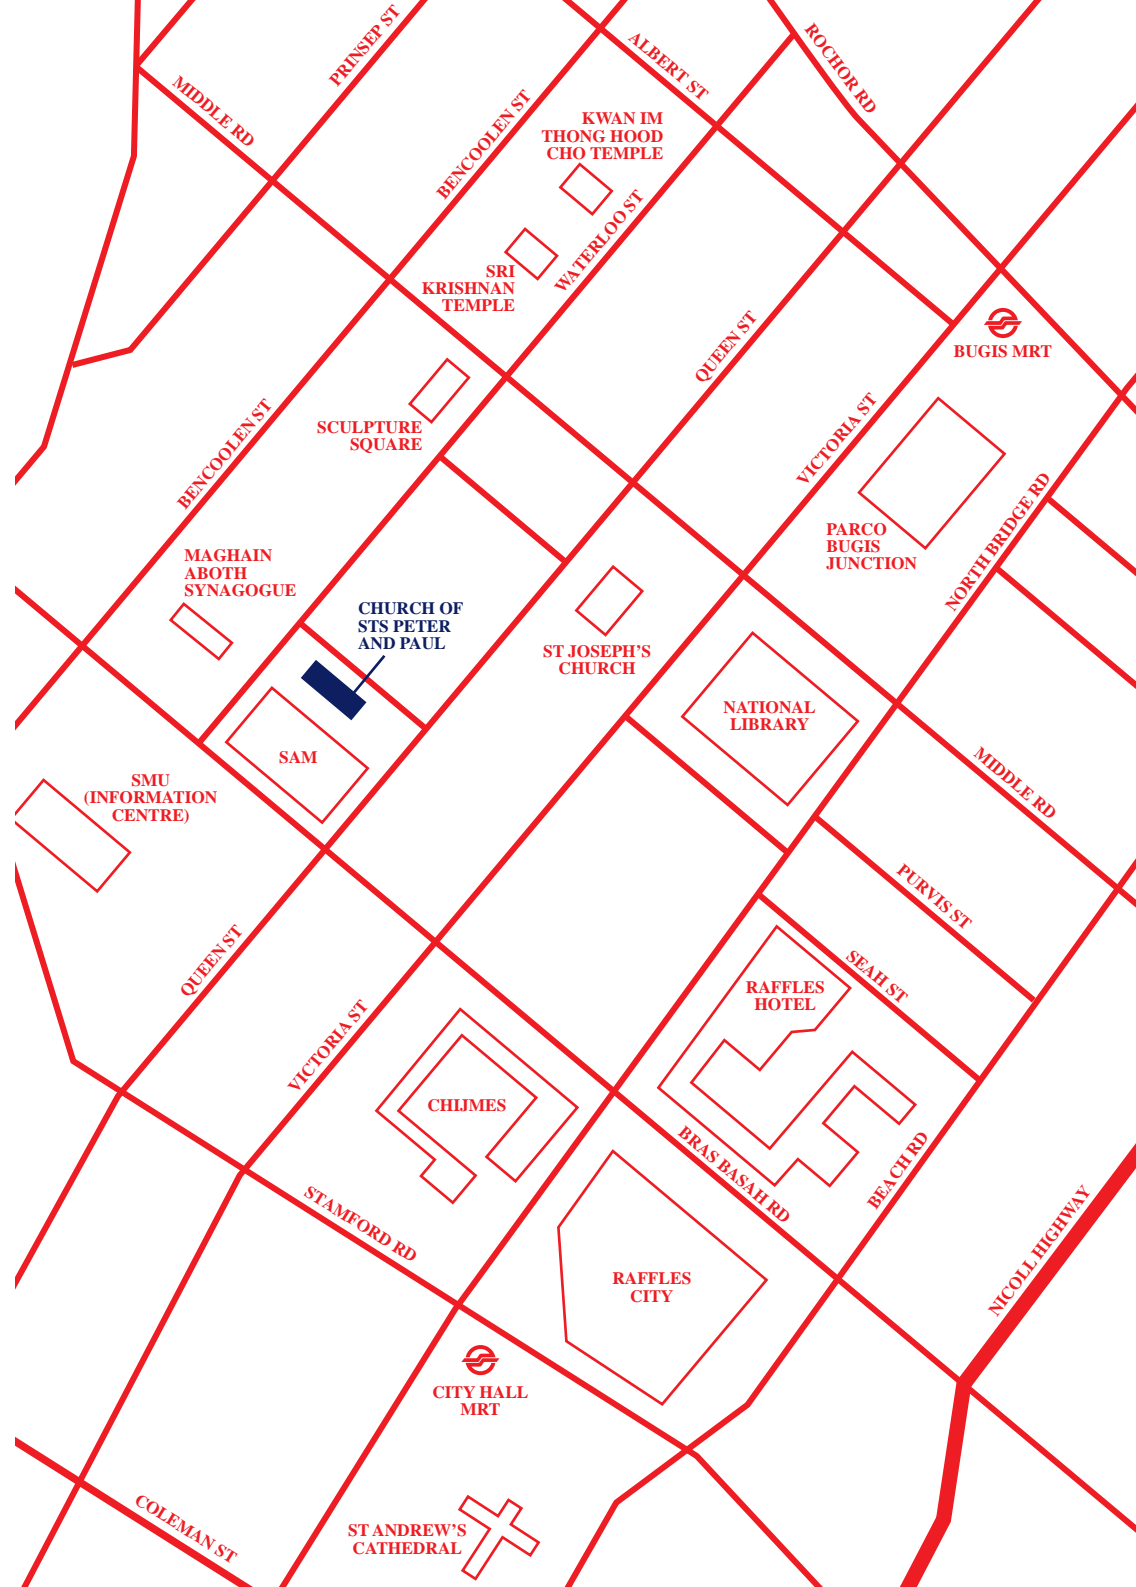 PRINSEP ST
ROCHOR RD
ALBERT ST
MIDDLE RD
BENCOOLEN ST
KWAN IM
THONG HOOD
CHO TEMPLE
WATERLOO ST
SRI
KRISHNAN
TEMPLE
QUEEN ST
BUGIS MRT
VICTORIA ST
BENCOOLEN ST
SCULPTURE
SQUARE
NORTH BRIDGE RD
PARCO
BUGIS
JUNCTION
MAGHAIN
ABOTH
SYNAGOGUE
CHURCH OF
STS PETER
AND PAUL
ST JOSEPH'S
CHURCH
NATIONAL
LIBRARY
SAM
SMU
(INFORMATION
CENTRE)
MIDDLE RD
PURVIS ST
QUEEN ST
SEAH ST
RAFFLES
HOTEL
VICTORIA ST
CHIJMES
BRAS BASAH RD
BEACH RD
STAMFORD RD
NICOLL HIGHWAY
RAFFLES
CITY
CITY HALL
MRT
COLEMAN ST
ST ANDREW'S
CATHEDRAL